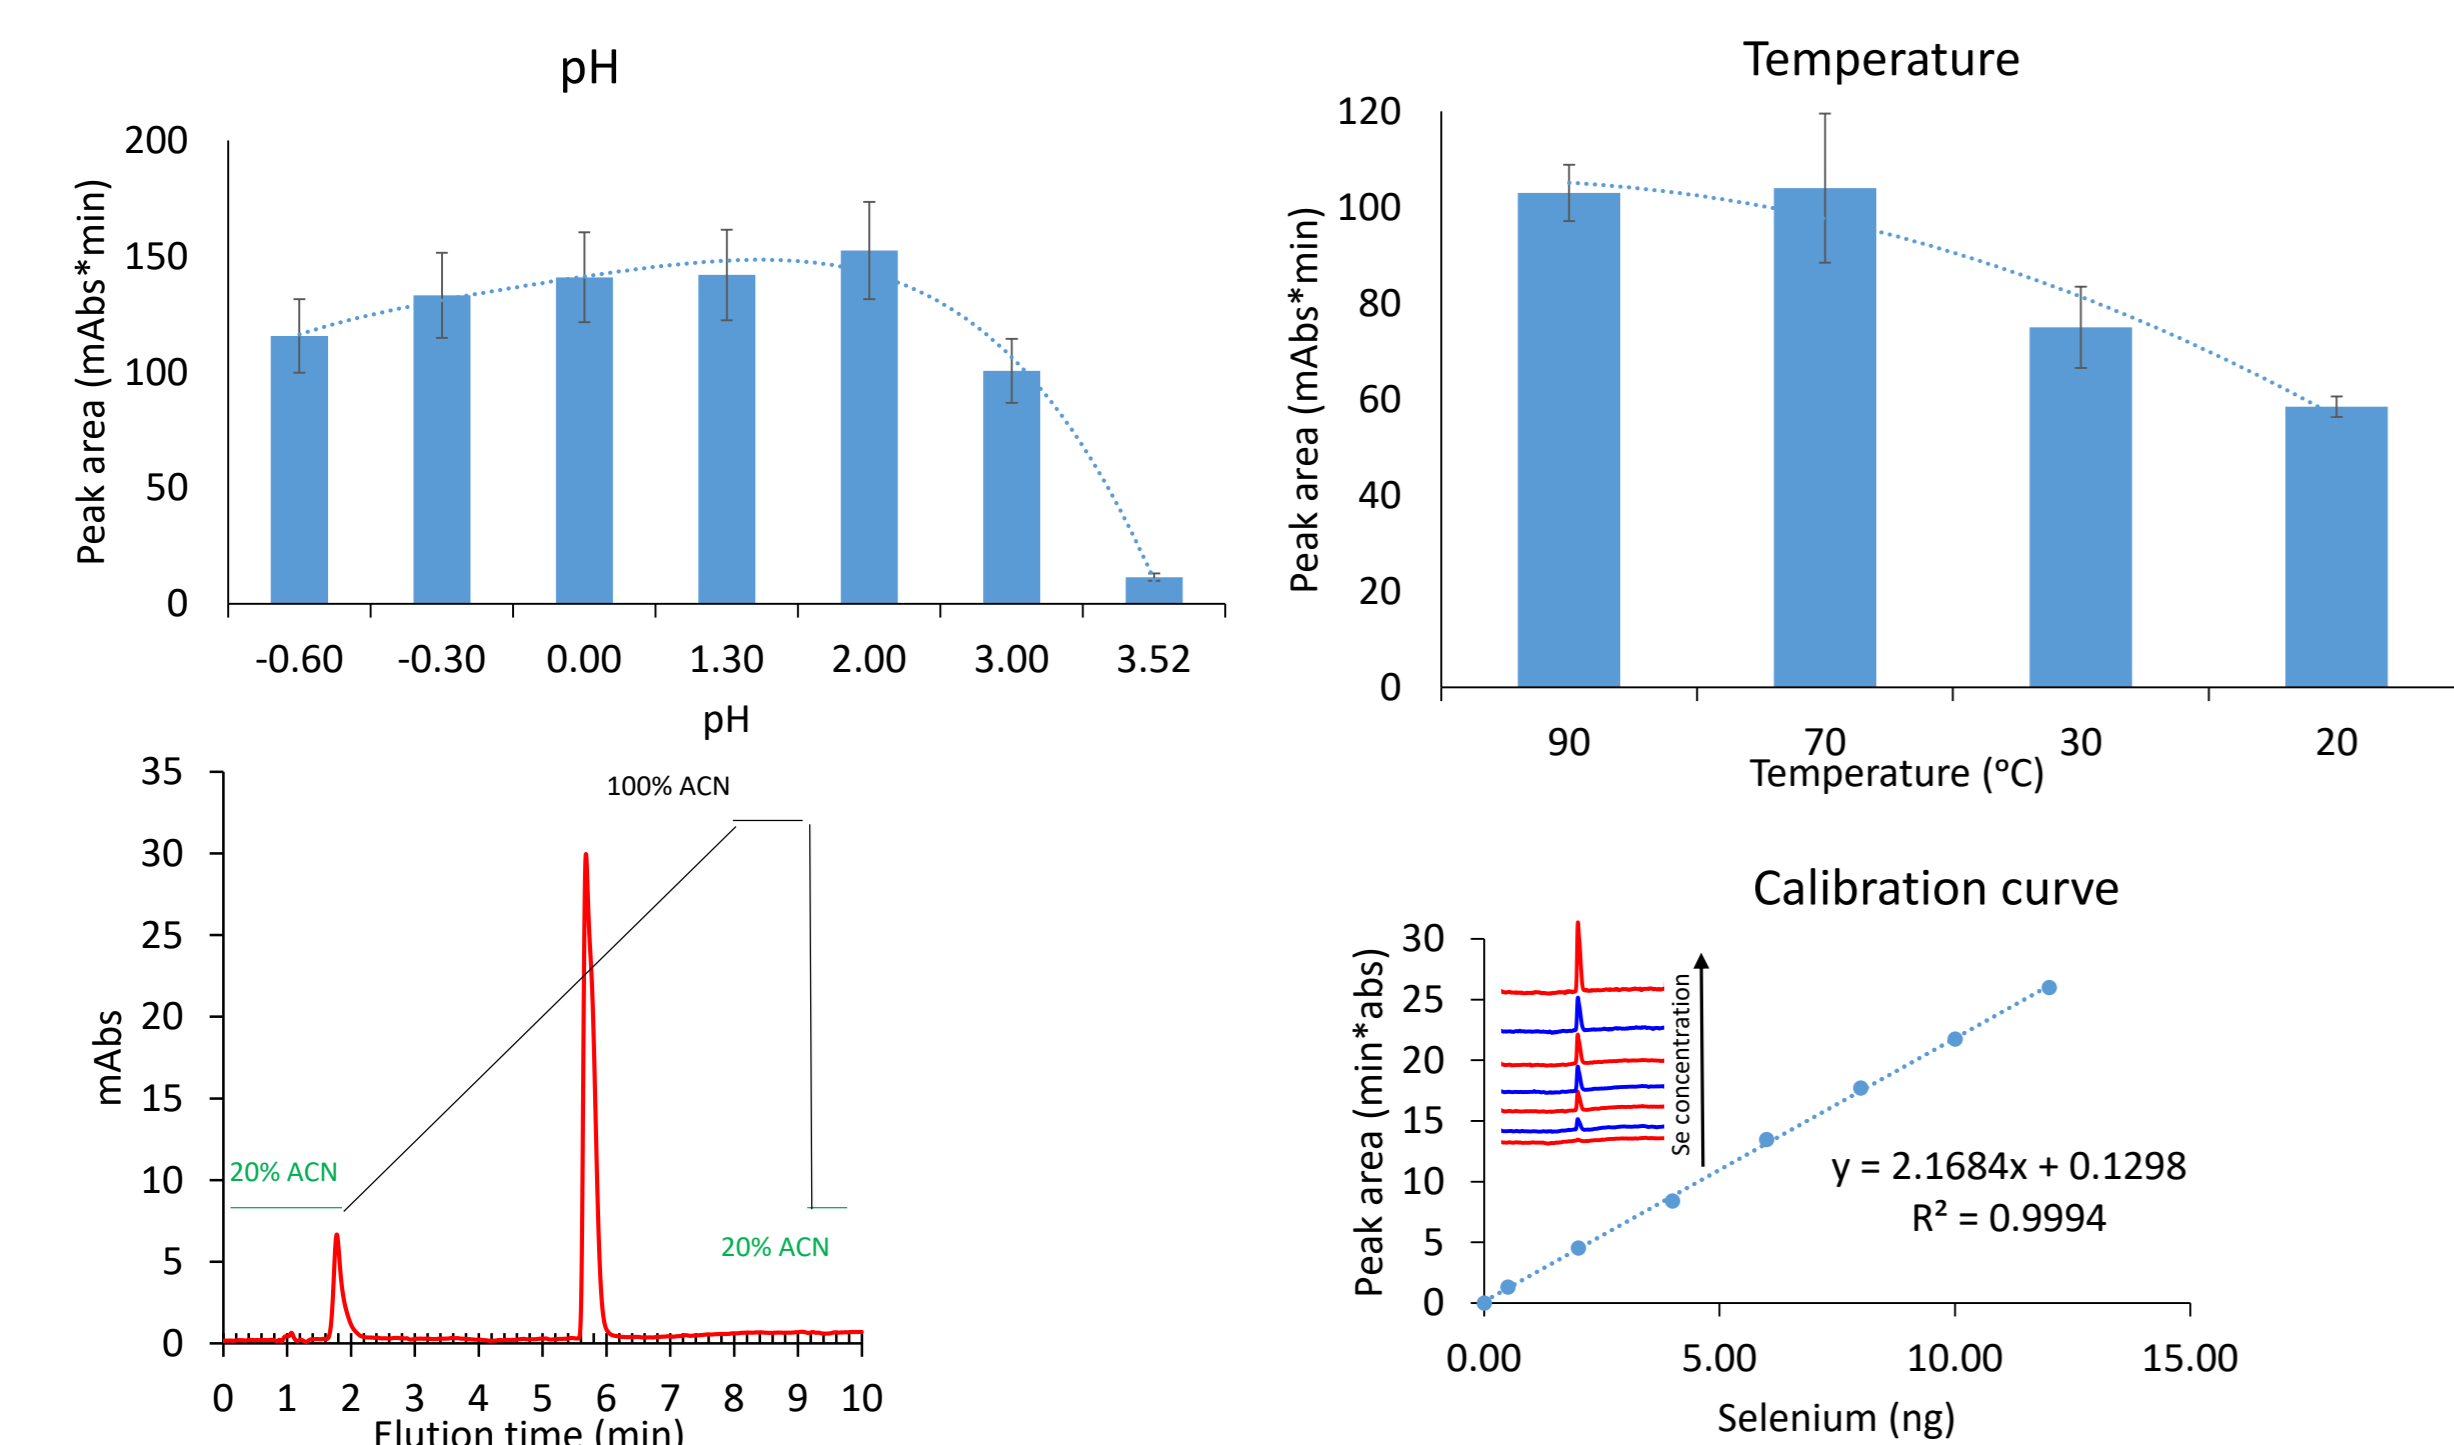 pH
200
150
100
50
0
Peak area (mAbs*min)
-0.60 -0.30 0.00 1.30 2.00 3.00 3.52
pH
Temperature
120
100
80
60
40
20
0
Peak area (mAbs*min)
90 70 30 20
Temperature (°C)
35
30
25
20
15
10
5
0
mAbs
100% ACN
20% ACN
20% ACN
0 1 2 3 4 5 6 7 8 9 10
Elution time (min)
Calibration curve
30
25
20
15
10
5
0
Peak area (min*abs)
Se concentration
y = 2.1684x + 0.1298
R² = 0.9994
0.00 5.00 10.00 15.00
Selenium (ng)